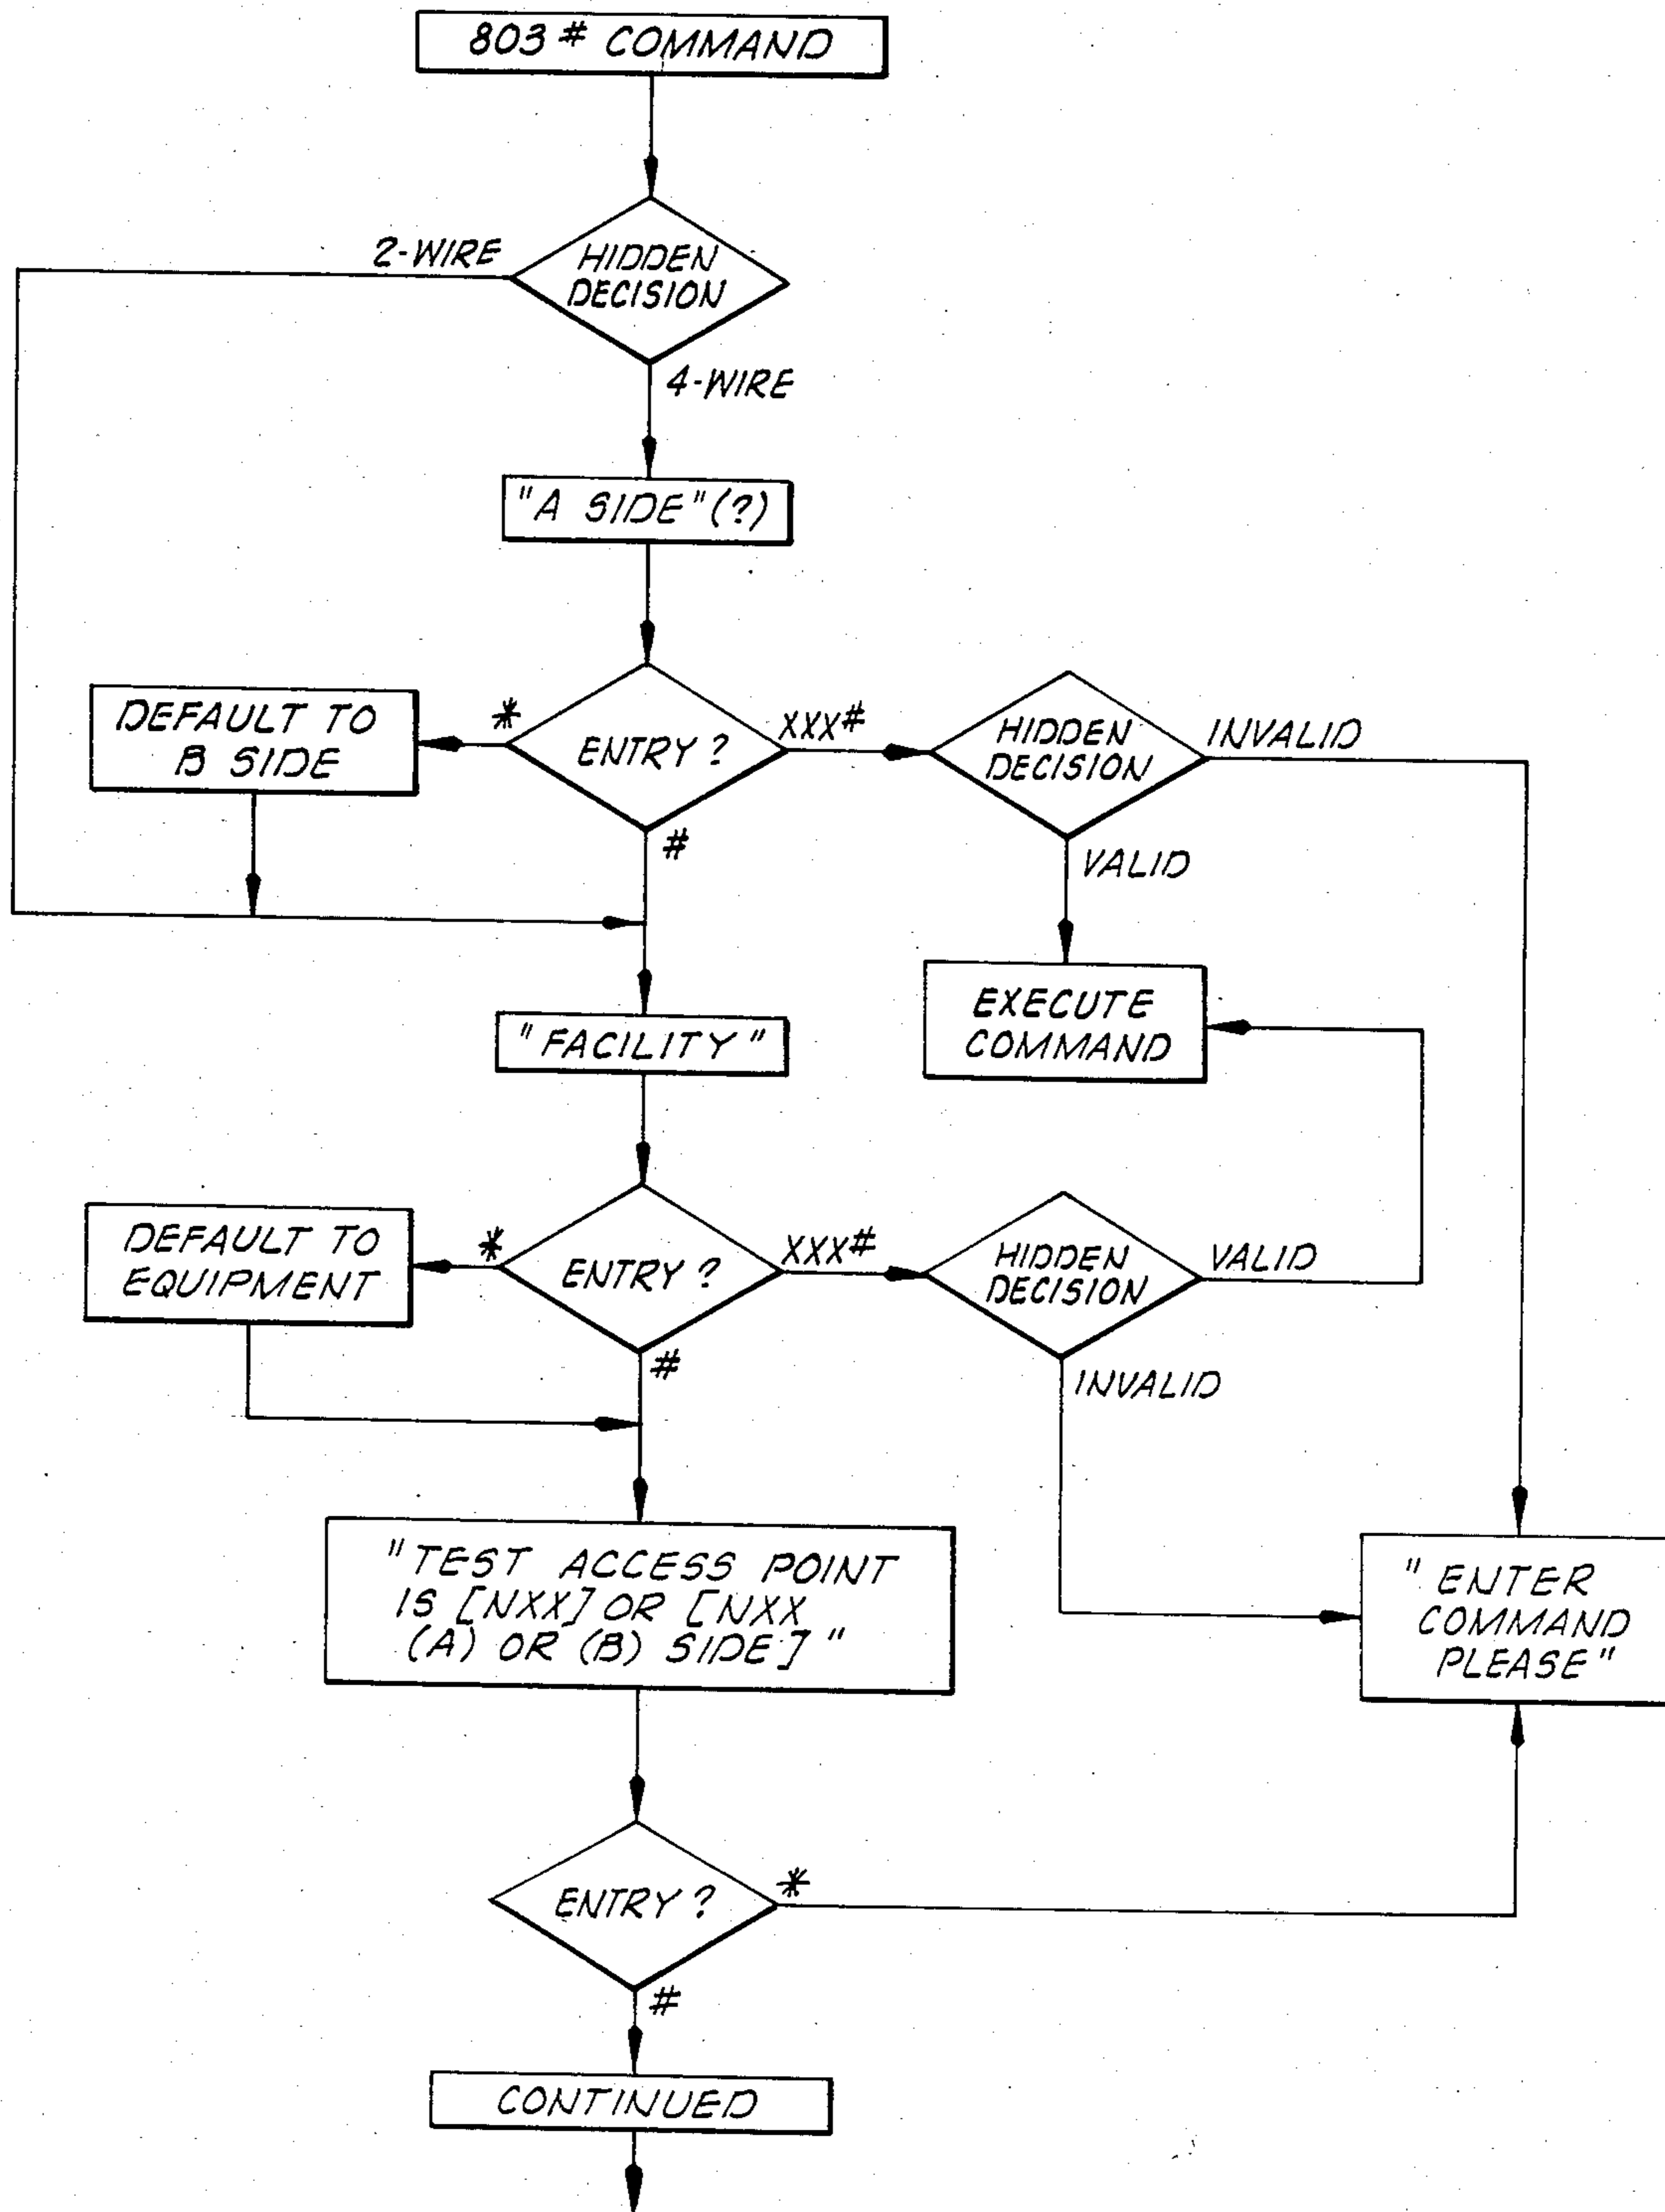 803# COMMAND
2-WIRE
HIDDEN
DECISION
4-WIRE
"A SIDE"(?)
DEFAULT TO
B SIDE
*
ENTRY?
XXX#
HIDDEN
DECISION
INVALID
#
VALID
"FACILITY"
EXECUTE
COMMAND
DEFAULT TO
EQUIPMENT
*
ENTRY?
XXX#
HIDDEN
DECISION
VALID
#
INVALID
"TEST ACCESS POINT
IS [NXX] OR [NXX
(A) OR (B) SIDE]"
"ENTER
COMMAND
PLEASE"
ENTRY?
*
#
CONTINUED